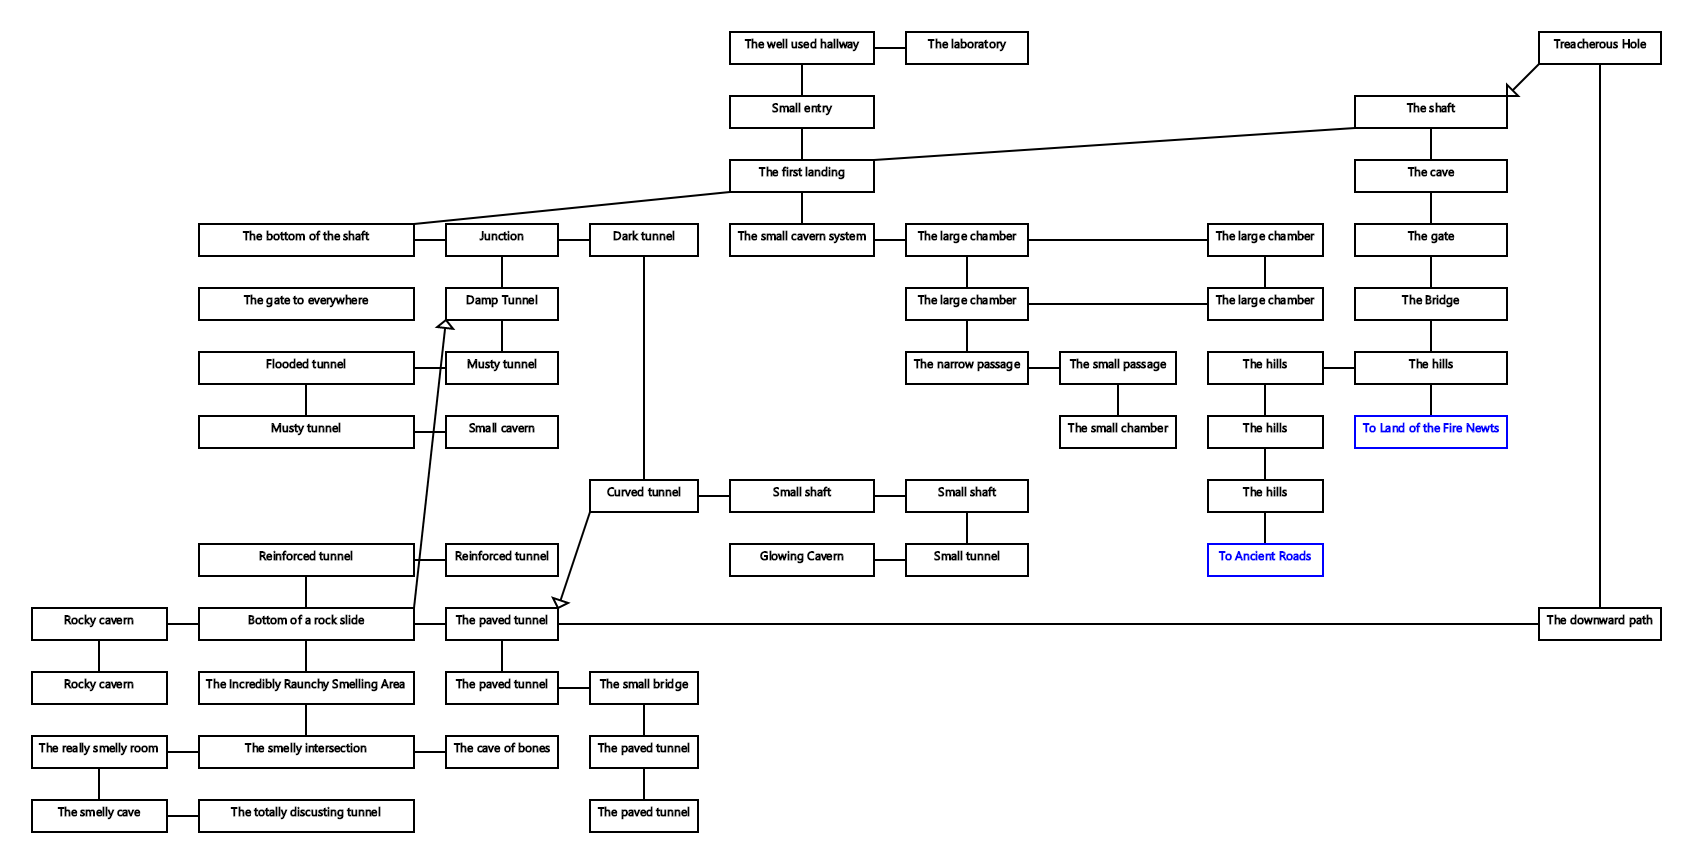 The well used hallway
The laboratory
Treacherous Hole
Small entry
The shaft
The first landing
The cave
The bottom of the shaft
Junction
Dark tunnel
The small cavern system
The large chamber
The large chamber
The gate
The gate to everywhere
Damp Tunnel
The large chamber
The large chamber
The Bridge
Flooded tunnel
Musty tunnel
The narrow passage
The small passage
The hills
The hills
Musty tunnel
Small cavern
The small chamber
The hills
To Land of the Fire Newts
Curved tunnel
Small shaft
Small shaft
The hills
Reinforced tunnel
Reinforced tunnel
Glowing Cavern
Small tunnel
To Ancient Roads
Rocky cavern
Bottom of a rock slide
The paved tunnel
The downward path
Rocky cavern
The Incredibly Raunchy Smelling Area
The paved tunnel
The small bridge
The really smelly room
The smelly intersection
The cave of bones
The paved tunnel
The smelly cave
The totally discusting tunnel
The paved tunnel